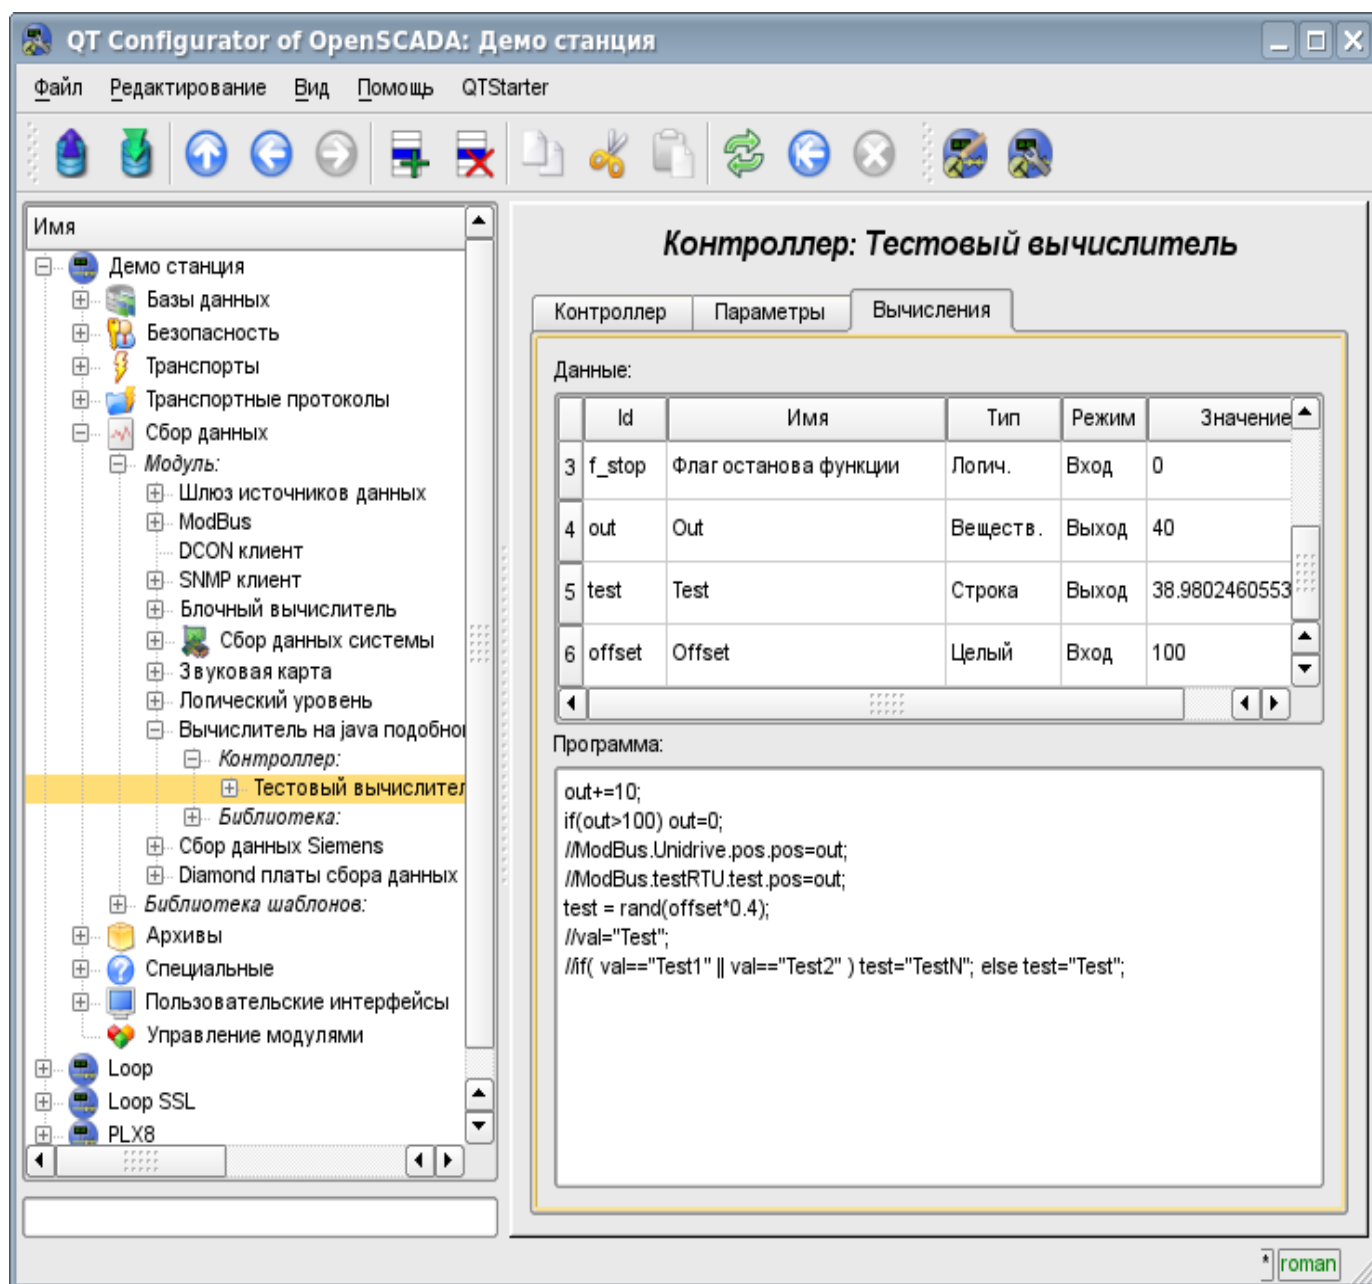 QT Configurator of OpenSCADA: Демо станция
Файл Редактирование Вид Помощь QTStarter
Имя
Демо станция
Базы данных
Безопасность
Транспорты
Транспортные протоколы
Сбор данных
Модуль:
Шлюз источников данных
ModBus
DCON клиент
SNMP клиент
Блочный вычислитель
Сбор данных системы
Звуковая карта
Логический уровень
Вычислитель на java подобно
Контроллер:
Тестовый вычислител
Библиотека:
Сбор данных Siemens
Diamond платы сбора данных
Библиотека шаблонов:
Архивы
Специальные
Пользовательские интерфейсы
Управление модулями
Loop
Loop SSL
PLX8
Контроллер: Тестовый вычислитель
Контроллер Параметры Вычисления
Данные:
Id Имя Тип Режим Значение
3 f_stop Флаг останова функции Логич. Вход 0
4 out Out Веществ. Выход 40
5 test Test Строка Выход 38.9802460553
6 offset Offset Целый Вход 100
Программа:
out+=10;
if(out>100) out=0;
//ModBus.Unidrive.pos.pos=out;
//ModBus.testRTU.test.pos=out;
test = rand(offset*0.4);
//val="Test";
//if( val=="Test1" || val=="Test2" ) test="TestN"; else test="Test";
* roman